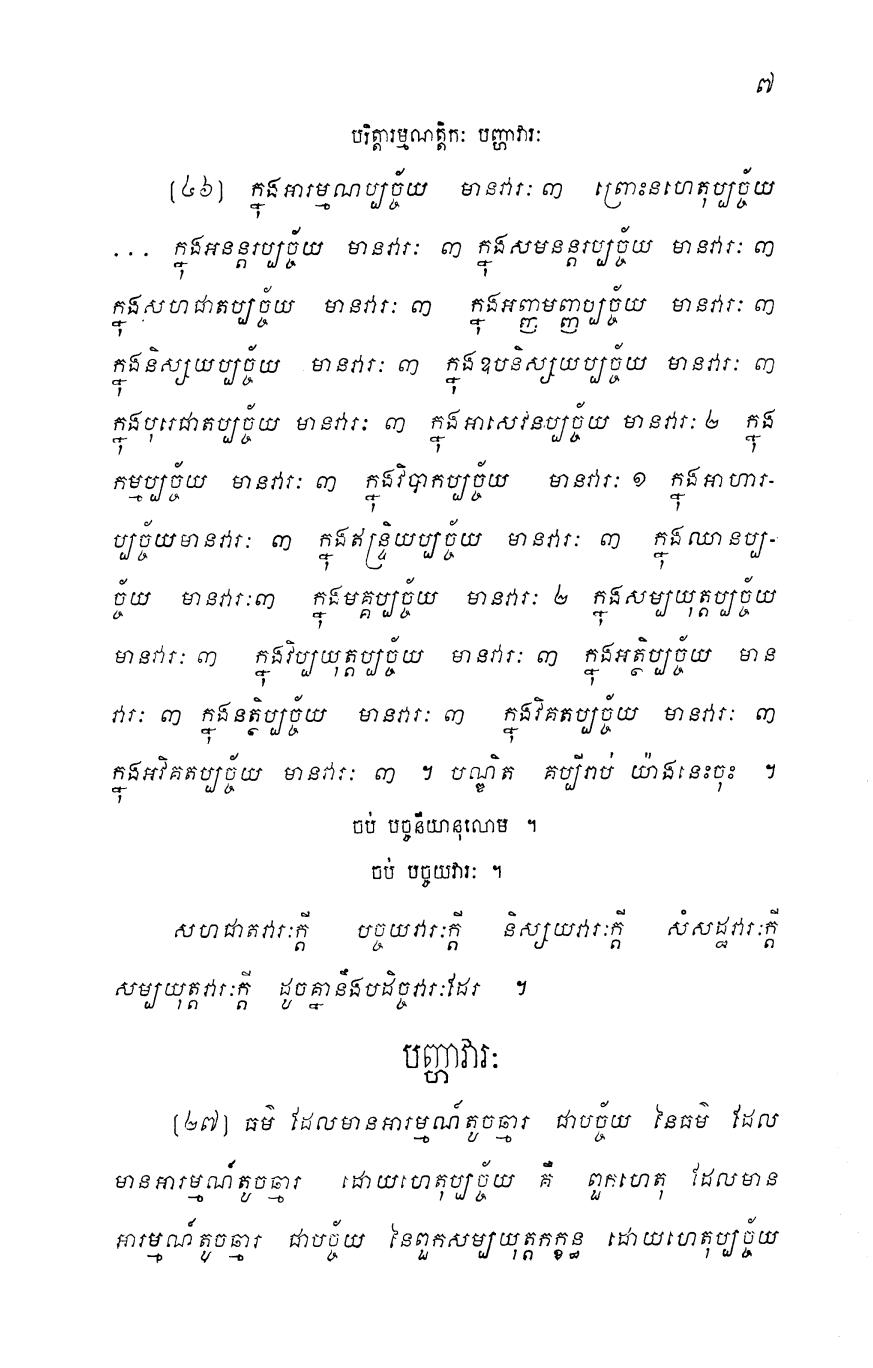 ៧
បរិត្តារម្មណត្តិកៈ បញ្ហាវារៈ
(៤៦) ក្នុងអារម្មណប្បច្ច័យ មានវារៈ ៣ ព្រោះនហេតុប្បច្ច័យ
... ក្នុងអនន្តរប្បច្ច័យ មានវារៈ ៣ ក្នុងសមនន្តរប្បច្ច័យ មានវារៈ ៣
ក្នុងសហជាតប្បច្ច័យ មានវារៈ ៣ ក្នុងអញ្ញមញ្ញប្បច្ច័យ មានវារៈ ៣
ក្នុងនិស្សយប្បច្ច័យ មានវារៈ ៣ ក្នុងឧបនិស្សយប្បច្ច័យ មានវារៈ ៣
ក្នុងបុរេជាតប្បច្ច័យ មានវារៈ ៣ ក្នុងអាសេវនប្បច្ច័យ មានវារៈ ២ ក្នុង
កម្មប្បច្ច័យ មានវារៈ ៣ ក្នុងវិបាកប្បច្ច័យ មានវារៈ ១ ក្នុងអាហារ-
ប្បច្ច័យមានវារៈ ៣ ក្នុងឥន្ទ្រិយប្បច្ច័យ មានវារៈ ៣ ក្នុងឈានប្ប-
ច្ច័យ មានវារៈ៣ ក្នុងមគ្គប្បច្ច័យ មានវារៈ ២ ក្នុងសម្បយុត្តប្បច្ច័យ
មានវារៈ ៣ ក្នុងវិប្បយុត្តប្បច្ច័យ មានវារៈ ៣ ក្នុងអត្ថិប្បច្ច័យ មាន
វារៈ ៣ ក្នុងនត្ថិប្បច្ច័យ មានវារៈ ៣ ក្នុងវិគតប្បច្ច័យ មានវារៈ ៣
ក្នុងអវិគតប្បច្ច័យ មានវារៈ ៣ ។ បណ្ឌិត គប្បីរាប់ យ៉ាងនេះចុះ ។
ចប់ បច្ចនីយានុលោម ។
ចប់ បច្ចយវារៈ ។
សហជាតវារៈក្តី បច្ចយវារៈក្តី និស្សយវារៈក្តី សំសដ្ឋវារៈក្តី
សម្បយុត្តវារៈក្តី ដូចគ្នានឹងបដិច្ចវារៈដែរ ។
បញ្ហាវារៈ
(២៧) ធម៌ ដែលមានអារម្មណ៍តូចឆ្មារ ជាបច្ច័យ នៃធម៌ ដែល
មានអារម្មណ៍តូចឆ្មារ ដោយហេតុប្បច្ច័យ គឺ ពួកហេតុ ដែលមាន
អារម្មណ៍តូចឆ្មារ ជាបច្ច័យ នៃពួកសម្បយុត្តកក្ខន្ធ ដោយហេតុប្បច្ច័យ